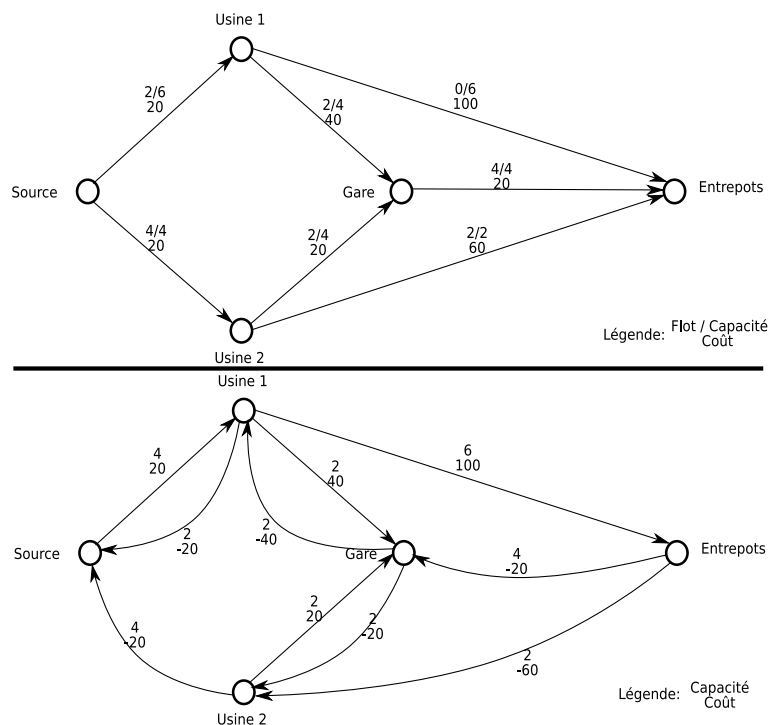 Usine 1
2/6
20
2/4
40
0/6
100
Source
Gare
4/4
20
Entrepots
4/4
20
2/4
20
2/2
60
Usine 2
Légende: Flot / Capacité
Coût
Usine 1
4
20
2
40
6
100
2
-20
2
-40
Source
Gare
4
-20
Entrepots
4
-20
2
20
2
-20
2
-60
Usine 2
Légende: Capacité
Coût